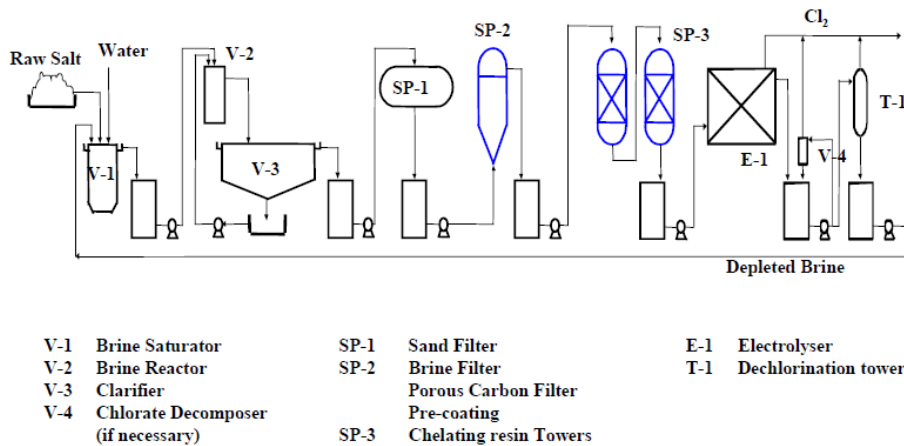 Cl₂
V-2
SP-2
SP-3
Water
Raw Salt
SP-1
T-1
V-1
V-3
E-1
V-4
Depleted Brine
V-1 Brine Saturator
V-2 Brine Reactor
V-3 Clarifier
V-4 Chlorate Decomposer
(if necessary)
SP-1 Sand Filter
SP-2 Brine Filter
Porous Carbon Filter
Pre-coating
SP-3 Chelating resin Towers
E-1 Electrolyser
T-1 Dechlorination tower